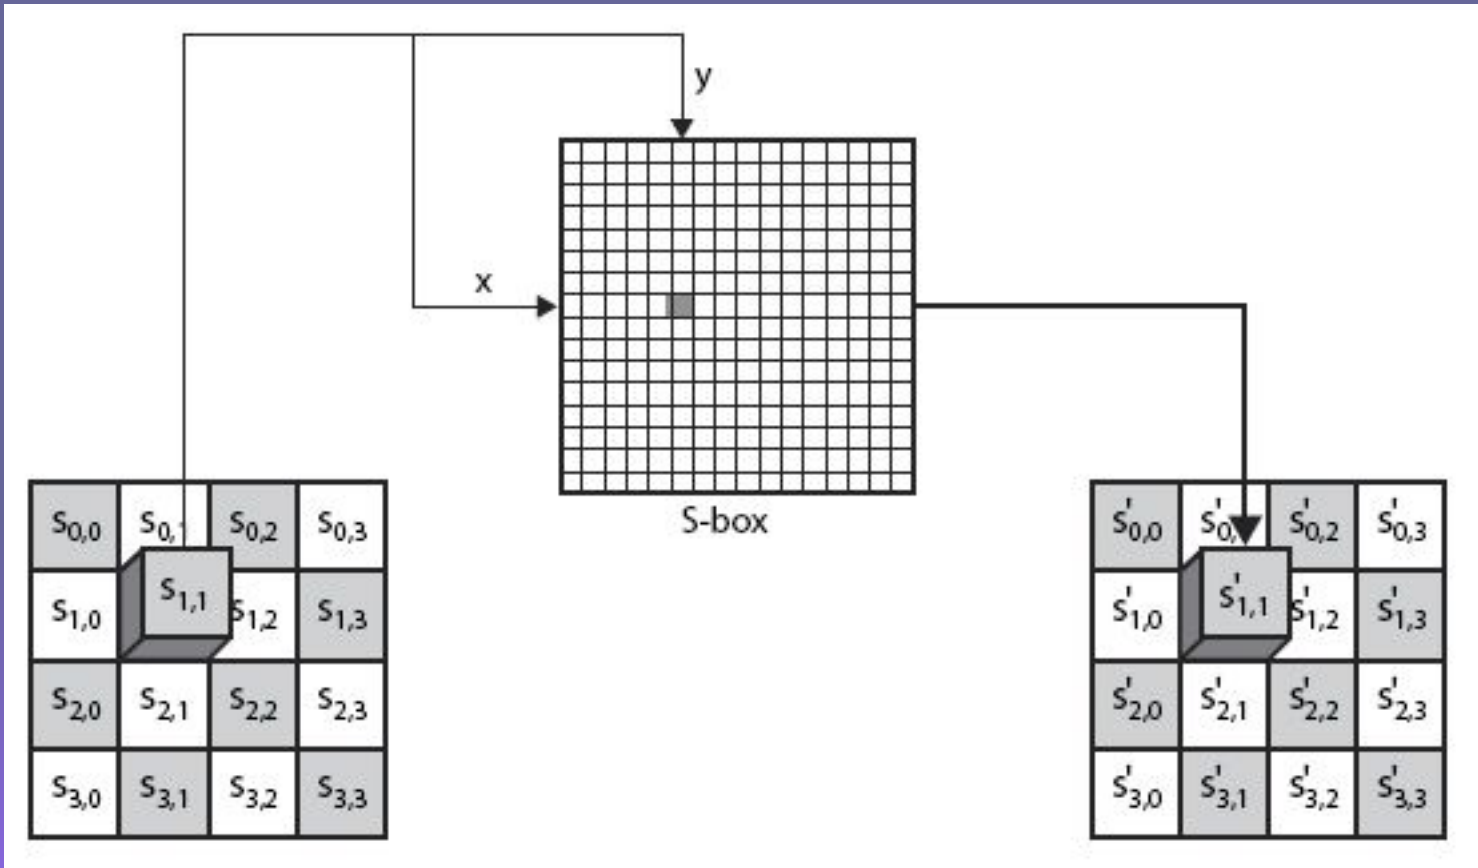 y
x
S-box
s0,0 s0,1 s0,2 s0,3
s1,0 s1,1 s1,2 s1,3
s2,0 s2,1 s2,2 s2,3
s3,0 s3,1 s3,2 s3,3
s'0,0 s'0, s'0,2 s'0,3
s'1,0 s'1,1 s'1,2 s'1,3
s'2,0 s'2,1 s'2,2 s'2,3
s'3,0 s'3,1 s'3,2 s'3,3